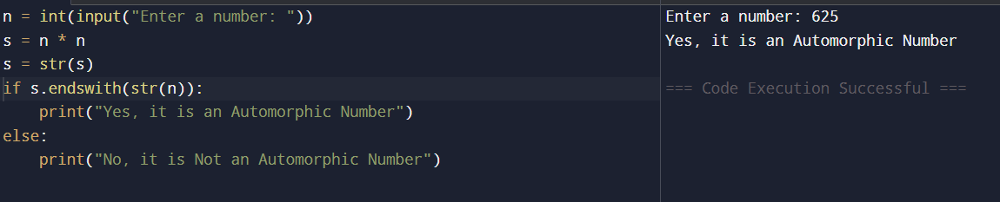 n = int(input("Enter a number: "))
s = n * n
s = str(s)
if s.endswith(str(n)):
    print("Yes, it is an Automorphic Number")
else:
    print("No, it is Not an Automorphic Number")
Enter a number: 625
Yes, it is an Automorphic Number
=== Code Execution Successful ===